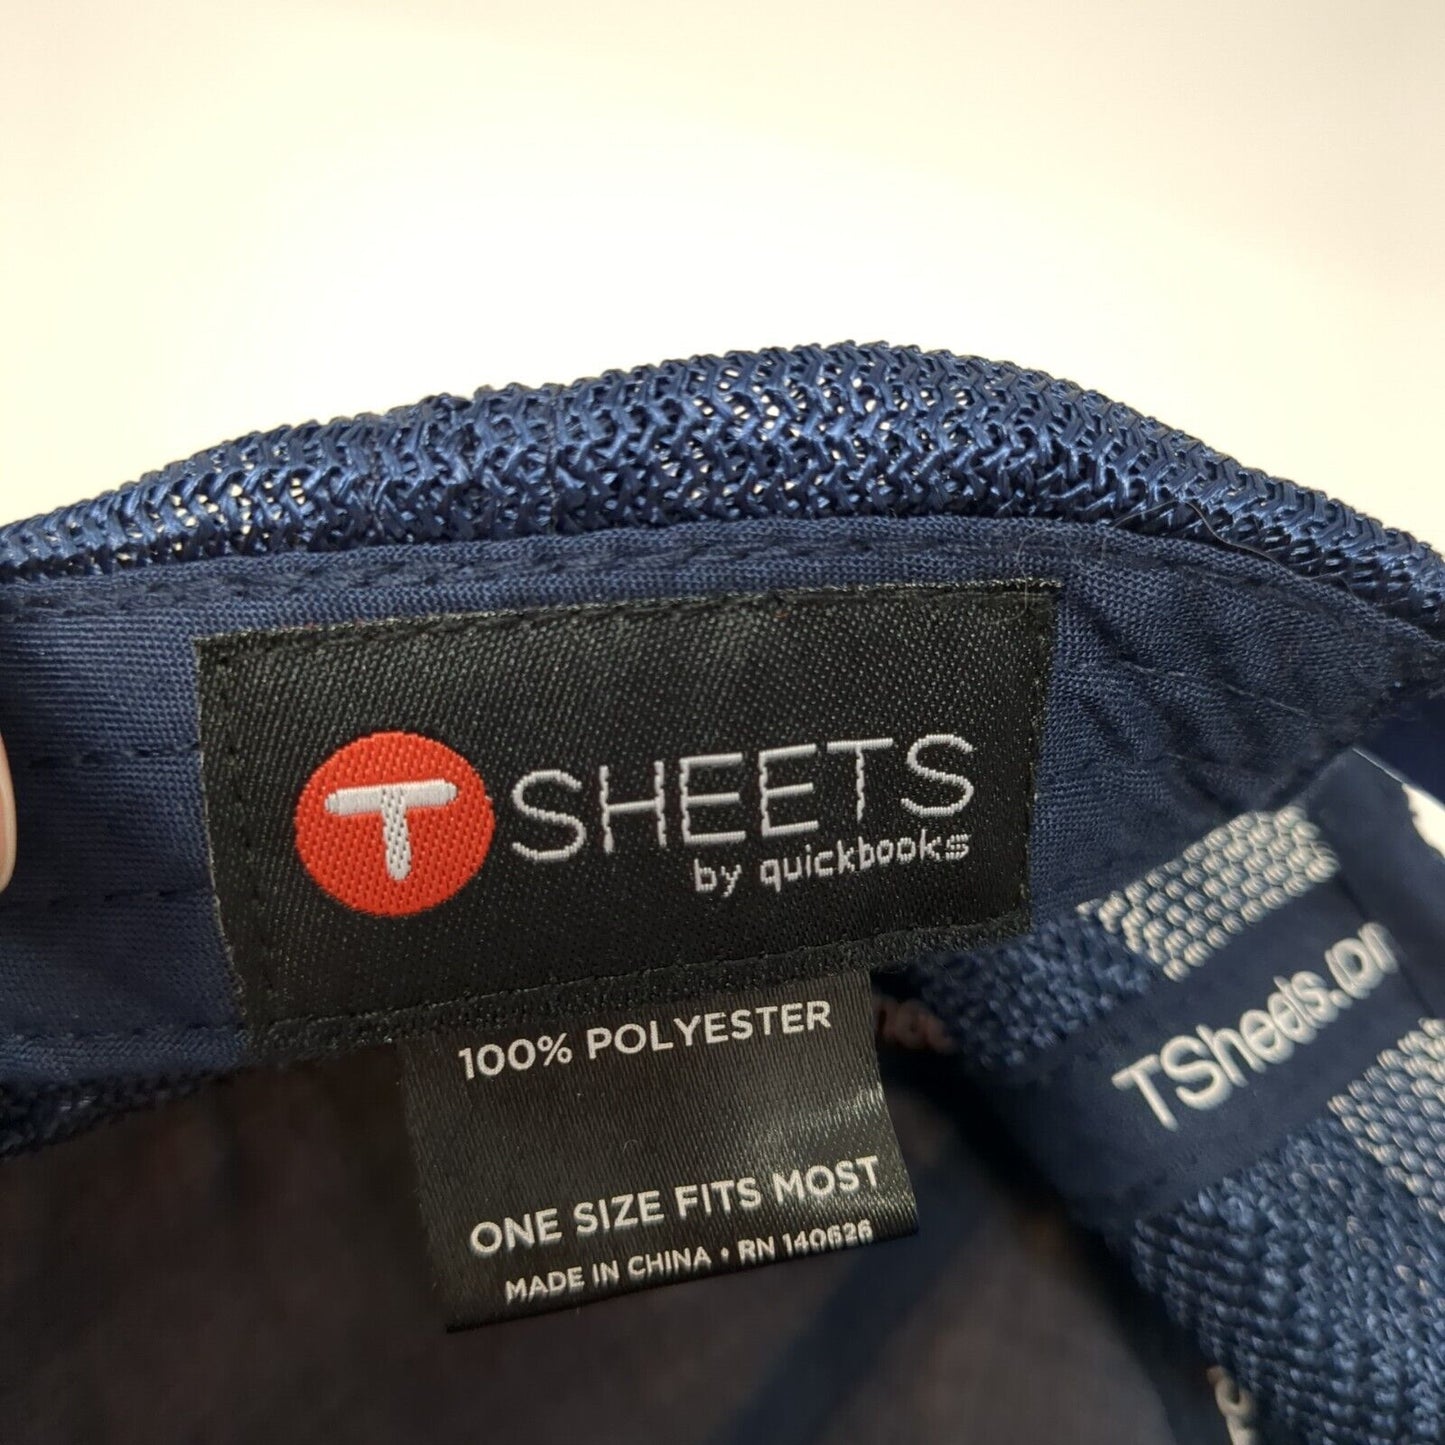 T SHEETS
by quickbooks
100% POLYESTER
ONE SIZE FITS MOST
MADE IN CHINA • RN 140626
TSheets.